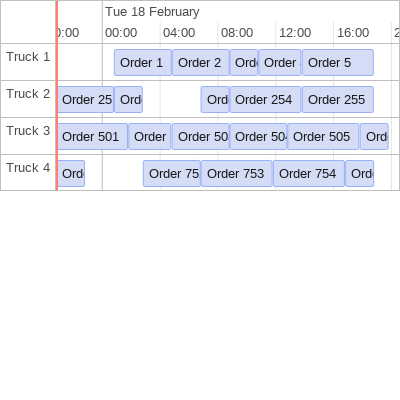 Tue 18 February
0:00 00:00 04:00 08:00 12:00 16:00 2
Truck 1 Order 1 Order 2 Ord Order Order 5
Truck 2 Order 25 Ord Ord Order 254 Order 255
Truck 3 Order 501 Order Order 50 Order 504 Order 505 Ord
Truck 4 Ord Order 75 Order 753 Order 754 Ord